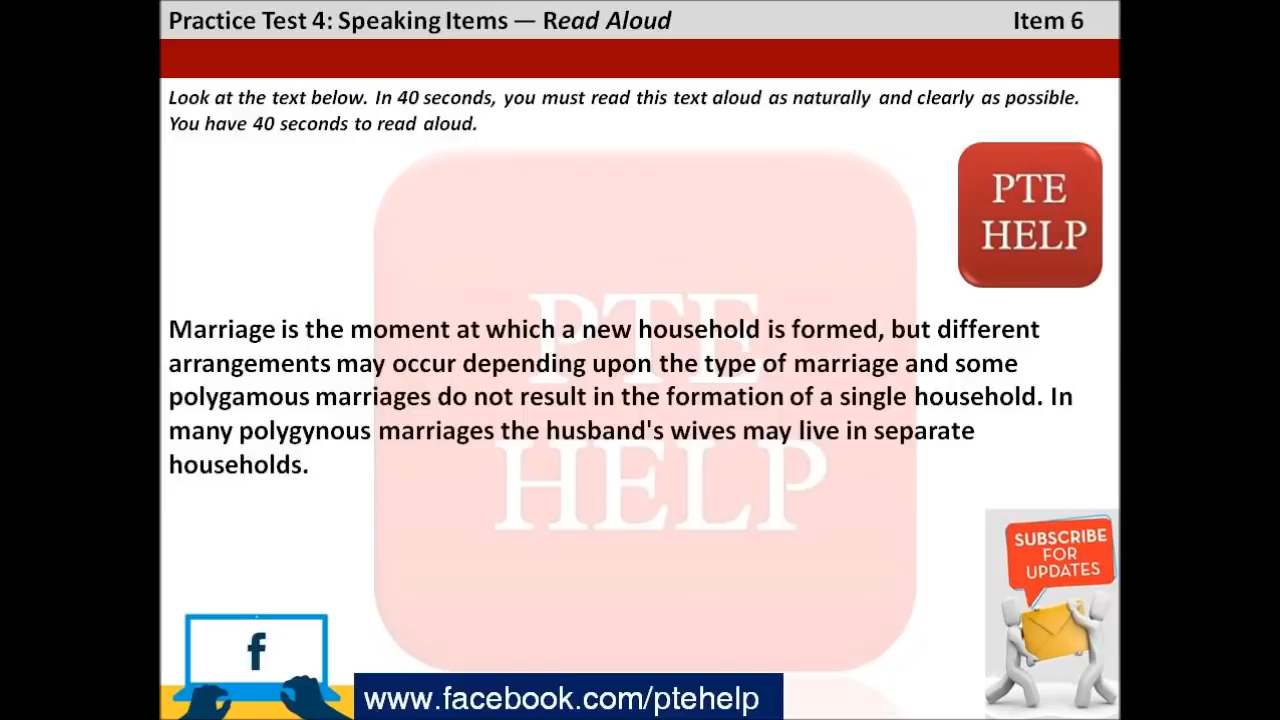 Practice Test 4: Speaking Items — Read Aloud Item 6
Look at the text below. In 40 seconds, you must read this text aloud as naturally and clearly as possible.
You have 40 seconds to read aloud.
PTE
HELP
PTE
HELP
Marriage is the moment at which a new household is formed, but different
arrangements may occur depending upon the type of marriage and some
polygamous marriages do not result in the formation of a single household. In
many polygynous marriages the husband's wives may live in separate
households.
SUBSCRIBE
FOR
UPDATES
f
www.facebook.com/ptehelp